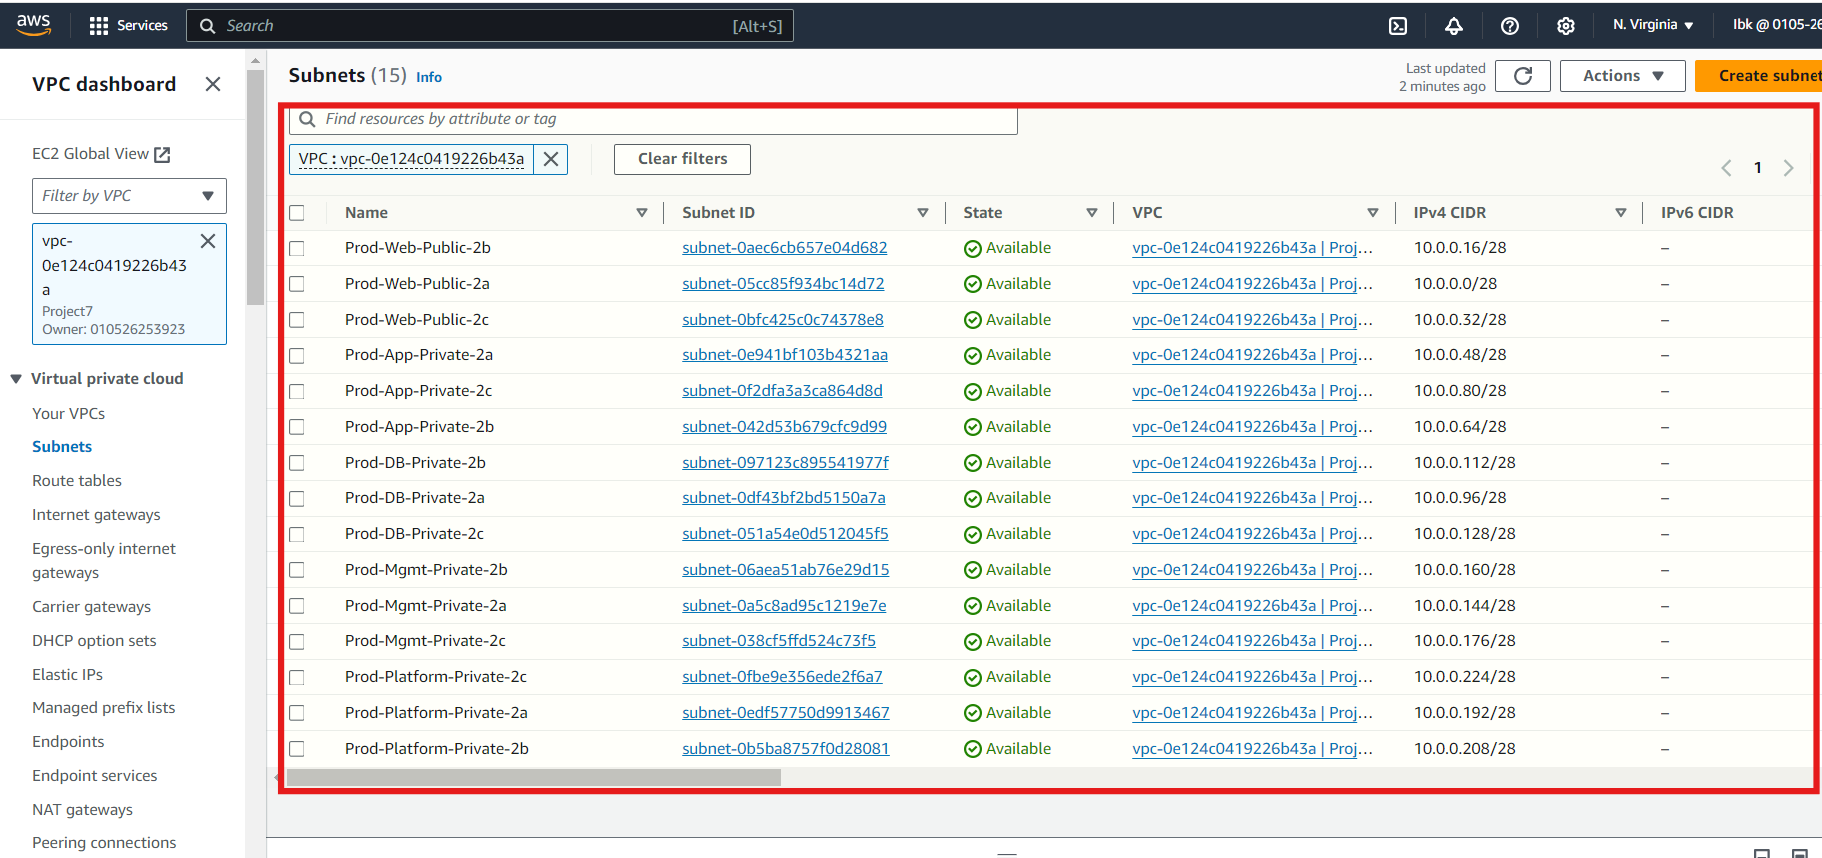 aws
Services
Search [Alt+S]
N. Virginia
Ibk @ 0105-26
VPC dashboard
EC2 Global View
Filter by VPC
vpc-
0e124c0419226b43
a
Project7
Owner: 010526253923
Virtual private cloud
Your VPCs
Subnets
Route tables
Internet gateways
Egress-only internet
gateways
Carrier gateways
DHCP option sets
Elastic IPs
Managed prefix lists
Endpoints
Endpoint services
NAT gateways
Peering connections
Subnets (15) Info
Last updated
2 minutes ago
Actions
Create subnet
Find resources by attribute or tag
VPC : vpc-0e124c0419226b43a
Clear filters
1
Name Subnet ID State VPC IPv4 CIDR IPv6 CIDR
Prod-Web-Public-2b subnet-0aec6cb657e04d682 Available vpc-0e124c0419226b43a | Proj... 10.0.0.16/28 –
Prod-Web-Public-2a subnet-05cc85f934bc14d72 Available vpc-0e124c0419226b43a | Proj... 10.0.0.0/28 –
Prod-Web-Public-2c subnet-0bfc425c0c74378e8 Available vpc-0e124c0419226b43a | Proj... 10.0.0.32/28 –
Prod-App-Private-2a subnet-0e941bf103b4321aa Available vpc-0e124c0419226b43a | Proj... 10.0.0.48/28 –
Prod-App-Private-2c subnet-0f2dfa3a3ca864d8d Available vpc-0e124c0419226b43a | Proj... 10.0.0.80/28 –
Prod-App-Private-2b subnet-042d53b679cfc9d99 Available vpc-0e124c0419226b43a | Proj... 10.0.0.64/28 –
Prod-DB-Private-2b subnet-097123c895541977f Available vpc-0e124c0419226b43a | Proj... 10.0.0.112/28 –
Prod-DB-Private-2a subnet-0df43bf2bd5150a7a Available vpc-0e124c0419226b43a | Proj... 10.0.0.96/28 –
Prod-DB-Private-2c subnet-051a54e0d512045f5 Available vpc-0e124c0419226b43a | Proj... 10.0.0.128/28 –
Prod-Mgmt-Private-2b subnet-06aea51ab76e29d15 Available vpc-0e124c0419226b43a | Proj... 10.0.0.160/28 –
Prod-Mgmt-Private-2a subnet-0a5c8ad95c1219e7e Available vpc-0e124c0419226b43a | Proj... 10.0.0.144/28 –
Prod-Mgmt-Private-2c subnet-038cf5ffd524c73f5 Available vpc-0e124c0419226b43a | Proj... 10.0.0.176/28 –
Prod-Platform-Private-2c subnet-0fbe9e356ede2f6a7 Available vpc-0e124c0419226b43a | Proj... 10.0.0.224/28 –
Prod-Platform-Private-2a subnet-0edf57750d9913467 Available vpc-0e124c0419226b43a | Proj... 10.0.0.192/28 –
Prod-Platform-Private-2b subnet-0b5ba8757f0d28081 Available vpc-0e124c0419226b43a | Proj... 10.0.0.208/28 –